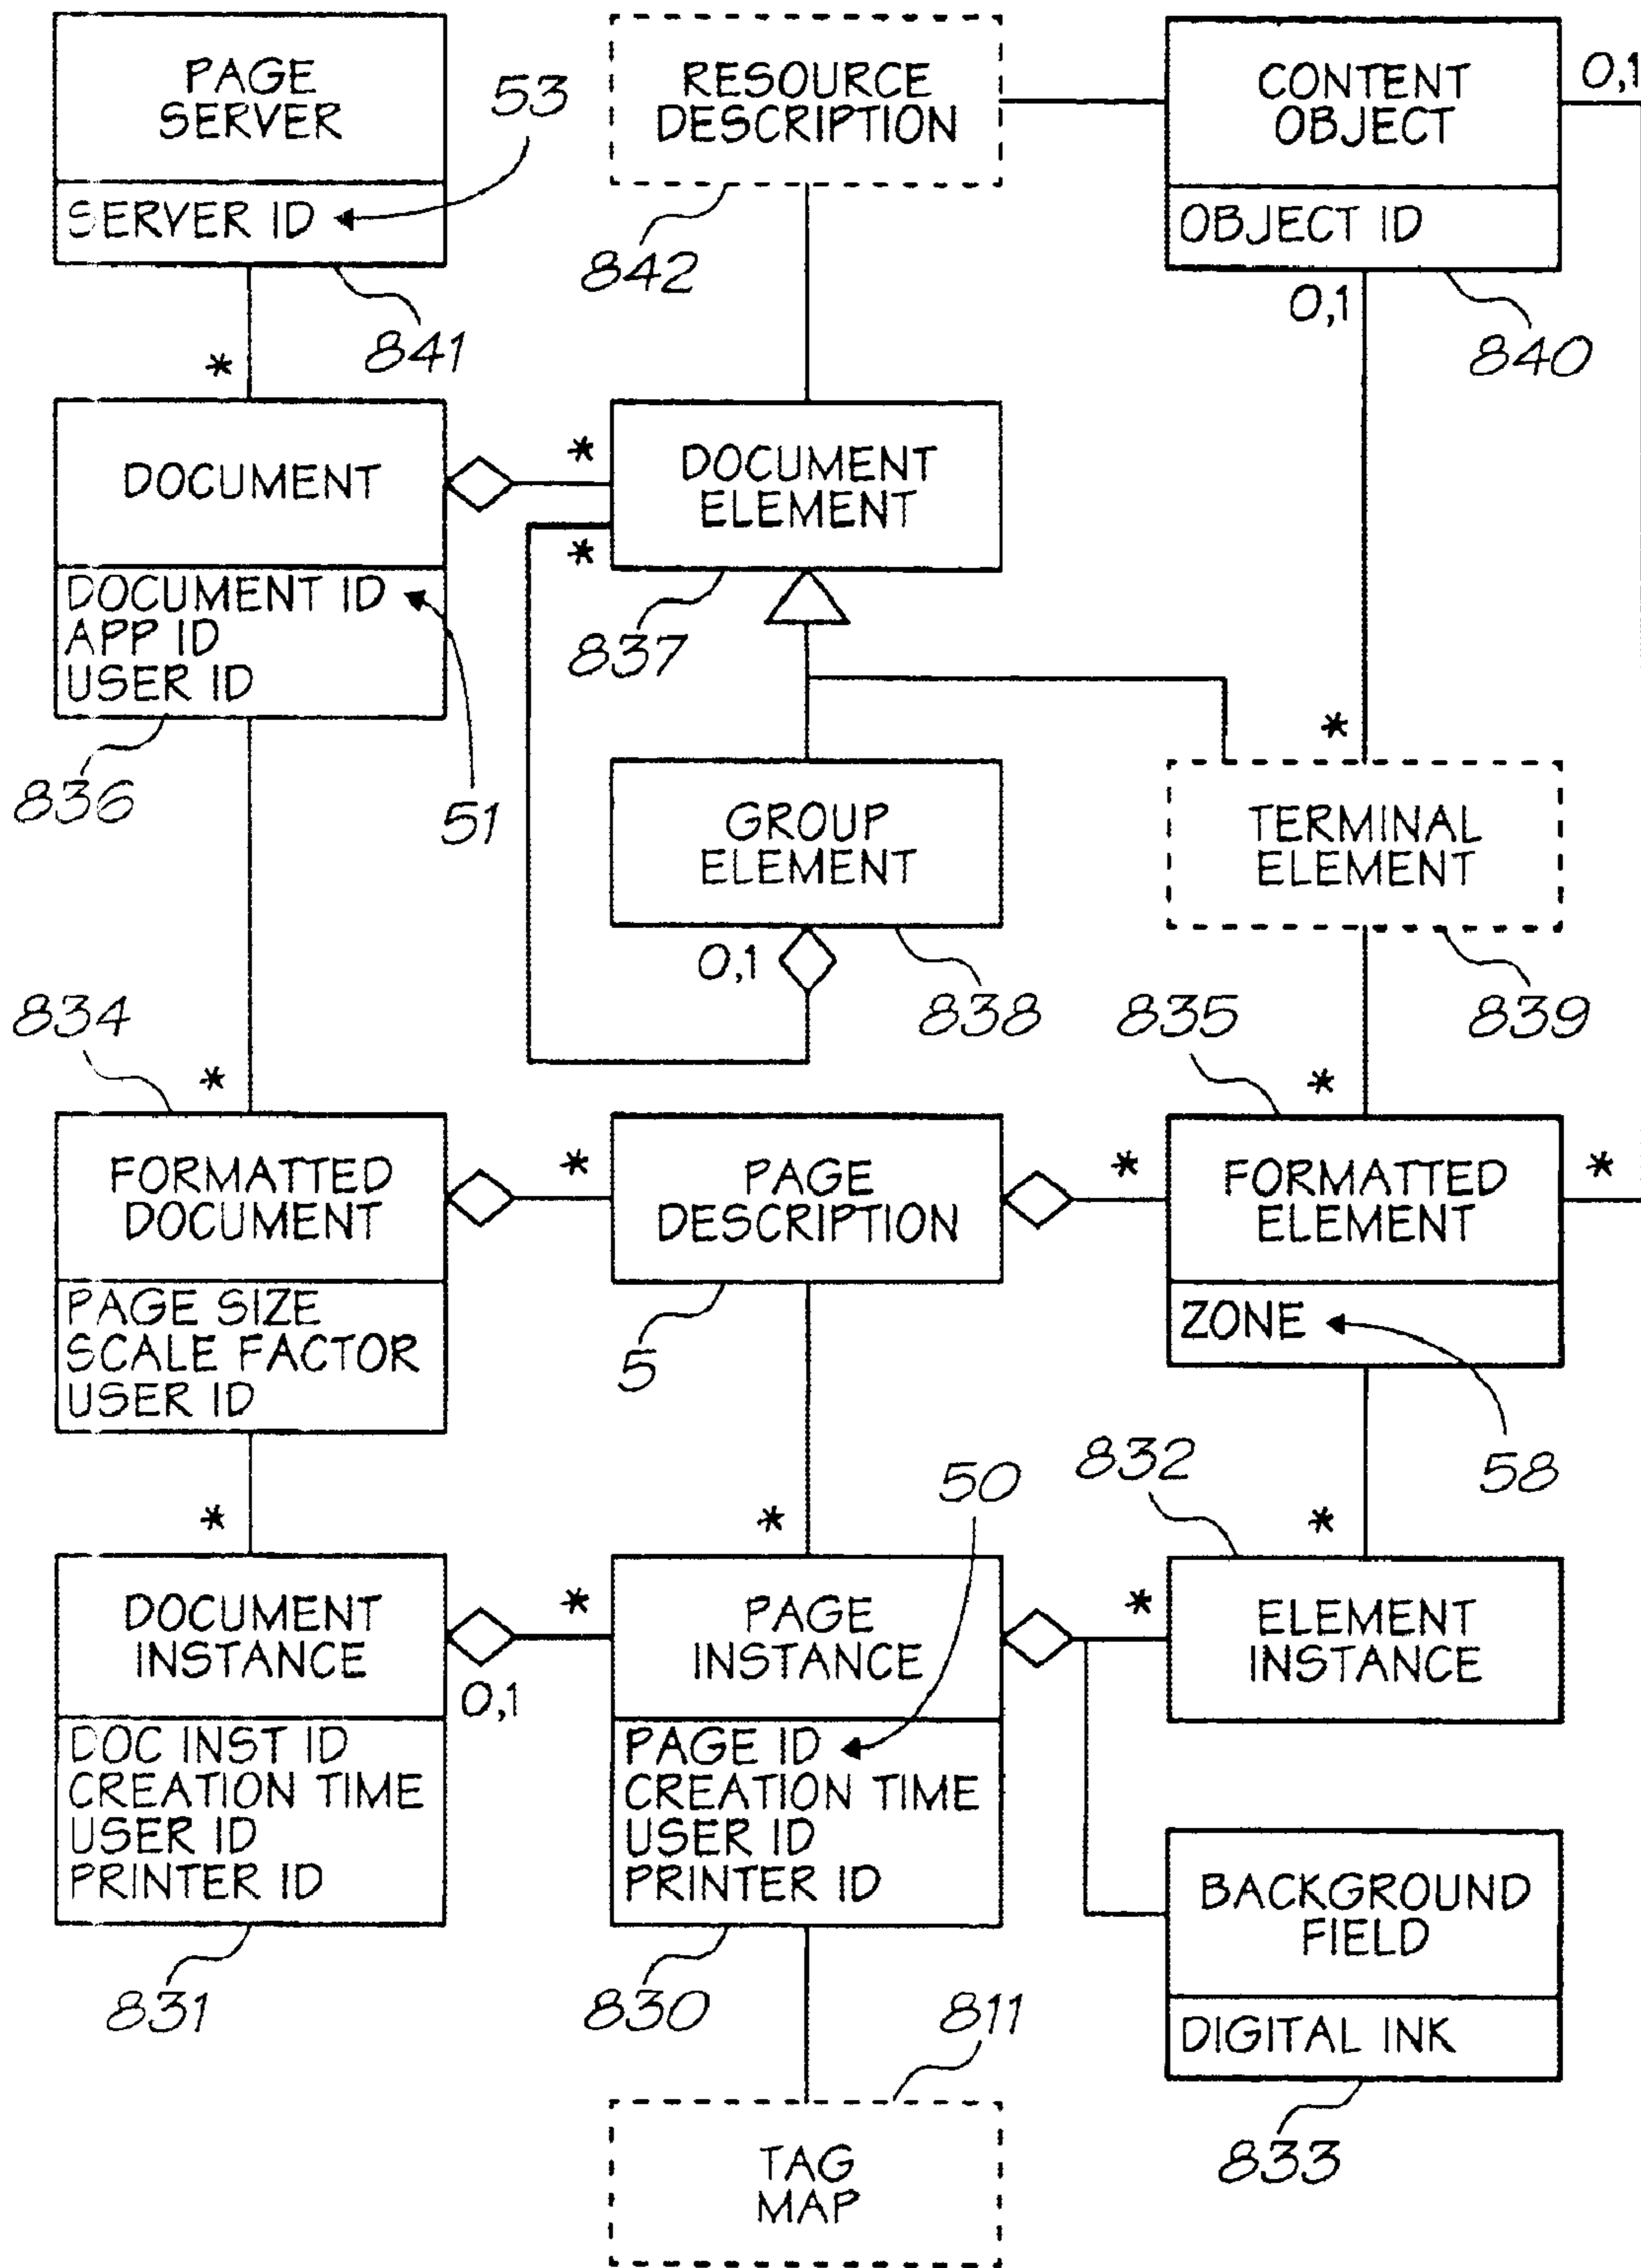 PAGE
SERVER
SERVER ID
53
841
RESOURCE
DESCRIPTION
842
CONTENT
OBJECT
OBJECT ID
0,1
0,1
840
*
DOCUMENT
DOCUMENT ID
APP ID
USER ID
836
51
*
*
DOCUMENT
ELEMENT
837
GROUP
ELEMENT
0,1
838
*
TERMINAL
ELEMENT
839
834
*
FORMATTED
DOCUMENT
PAGE SIZE
SCALE FACTOR
USER ID
*
PAGE
DESCRIPTION
5
835
*
*
FORMATTED
ELEMENT
*
ZONE
58
*
DOCUMENT
INSTANCE
0,1
DOC INST ID
CREATION TIME
USER ID
PRINTER ID
831
*
*
50
PAGE
INSTANCE
PAGE ID
CREATION TIME
USER ID
PRINTER ID
830
832
*
*
ELEMENT
INSTANCE
BACKGROUND
FIELD
DIGITAL INK
833
811
TAG
MAP